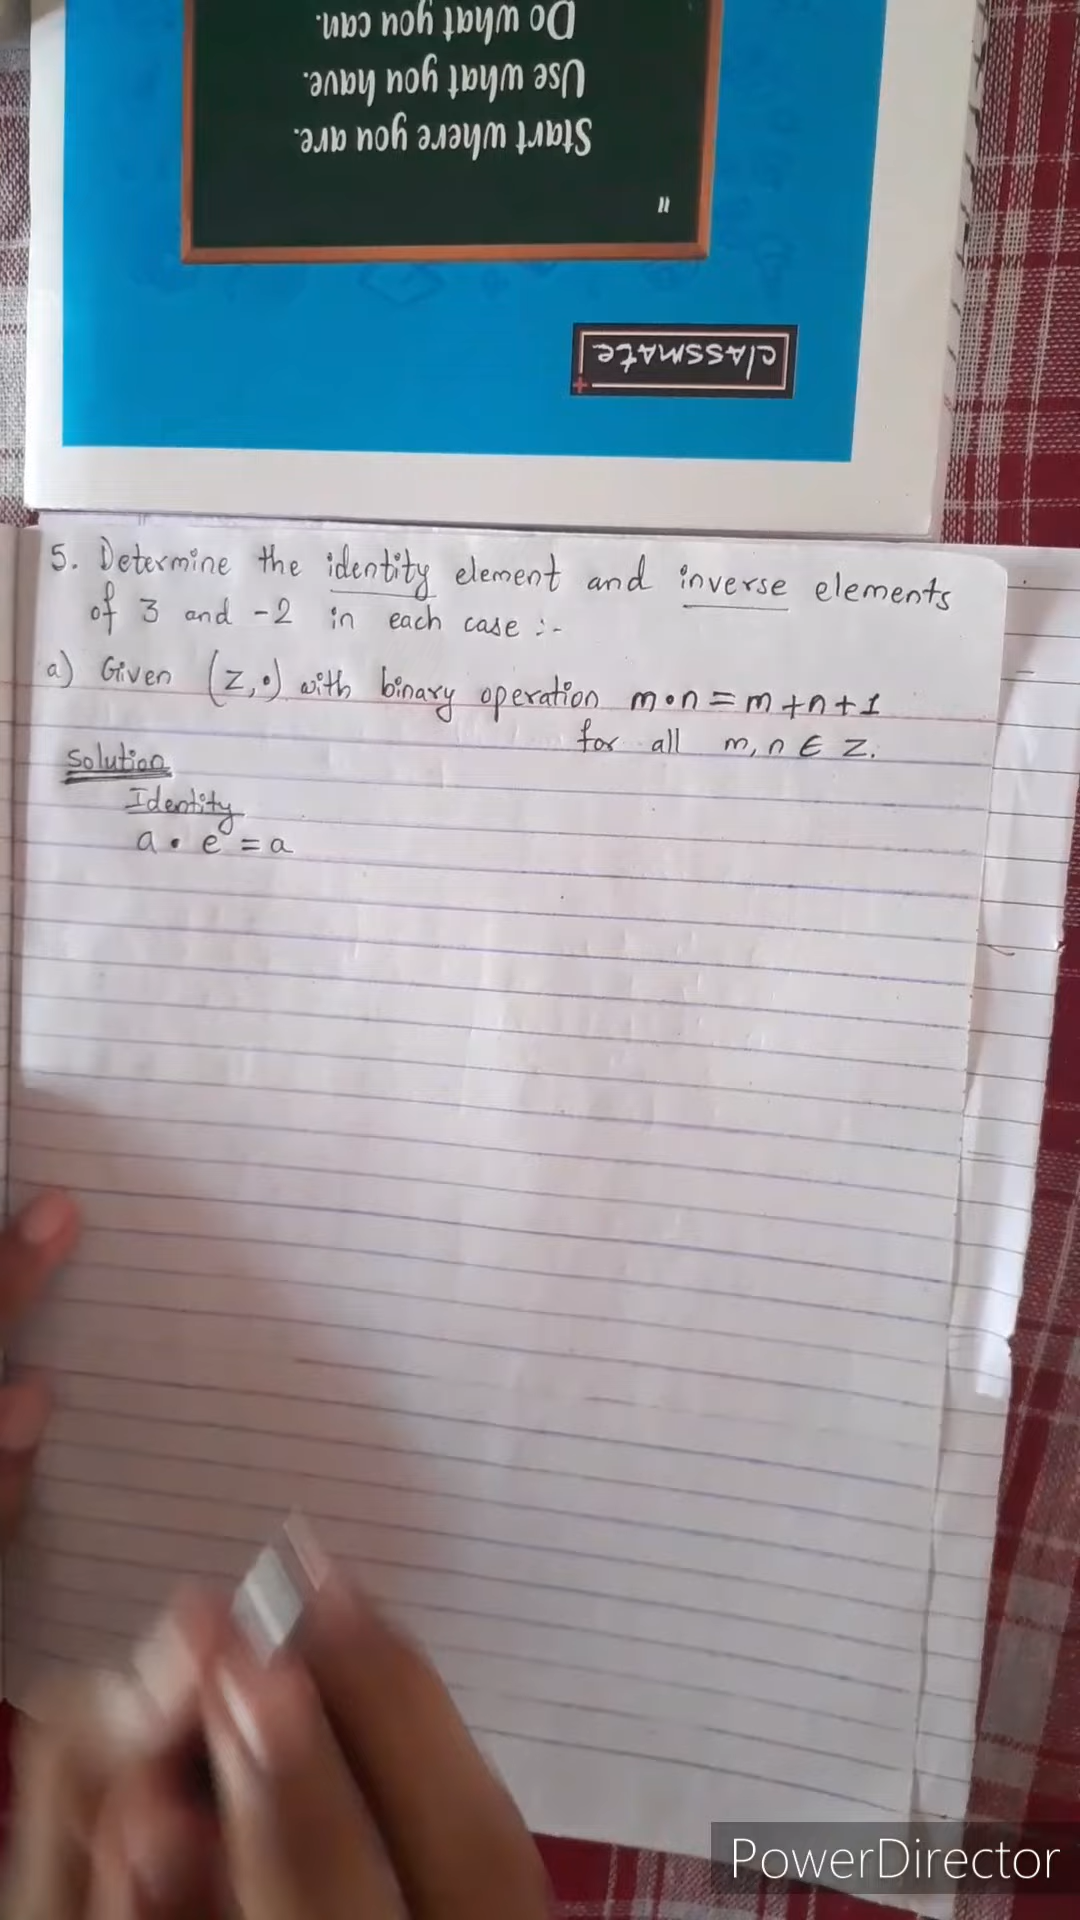 Do what you can.
Use what you have.
Start where you are.
"
classmate
5. Determine the identity element and inverse elements
of 3 and -2 in each case :-
a) Given (Z,•) with binary operation m•n = m+n+1
for all m, n ∈ Z.
Solution
Identity
a • e = a
PowerDirector